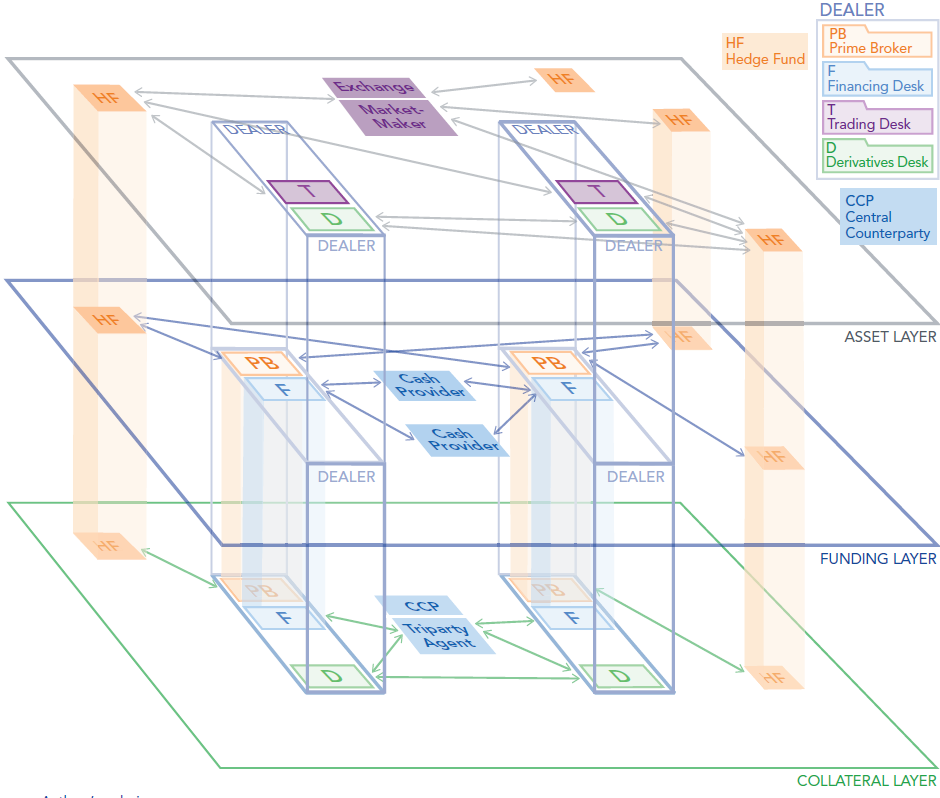 DEALER
PB
Prime Broker
F
Financing Desk
T
Trading Desk
D
Derivatives Desk
HF
Hedge Fund
CCP
Central
Counterparty
HF
Exchange
HF
Market-
Maker
HF
DEALER
DEALER
T
T
D
D
HF
DEALER
DEALER
ASSET LAYER
HF
HF
PB
PB
F
F
Cash
Provider
Cash
Provider
HF
DEALER
DEALER
FUNDING LAYER
HF
PB
PB
F
F
CCP
Triparty
Agent
D
D
HF
COLLATERAL LAYER